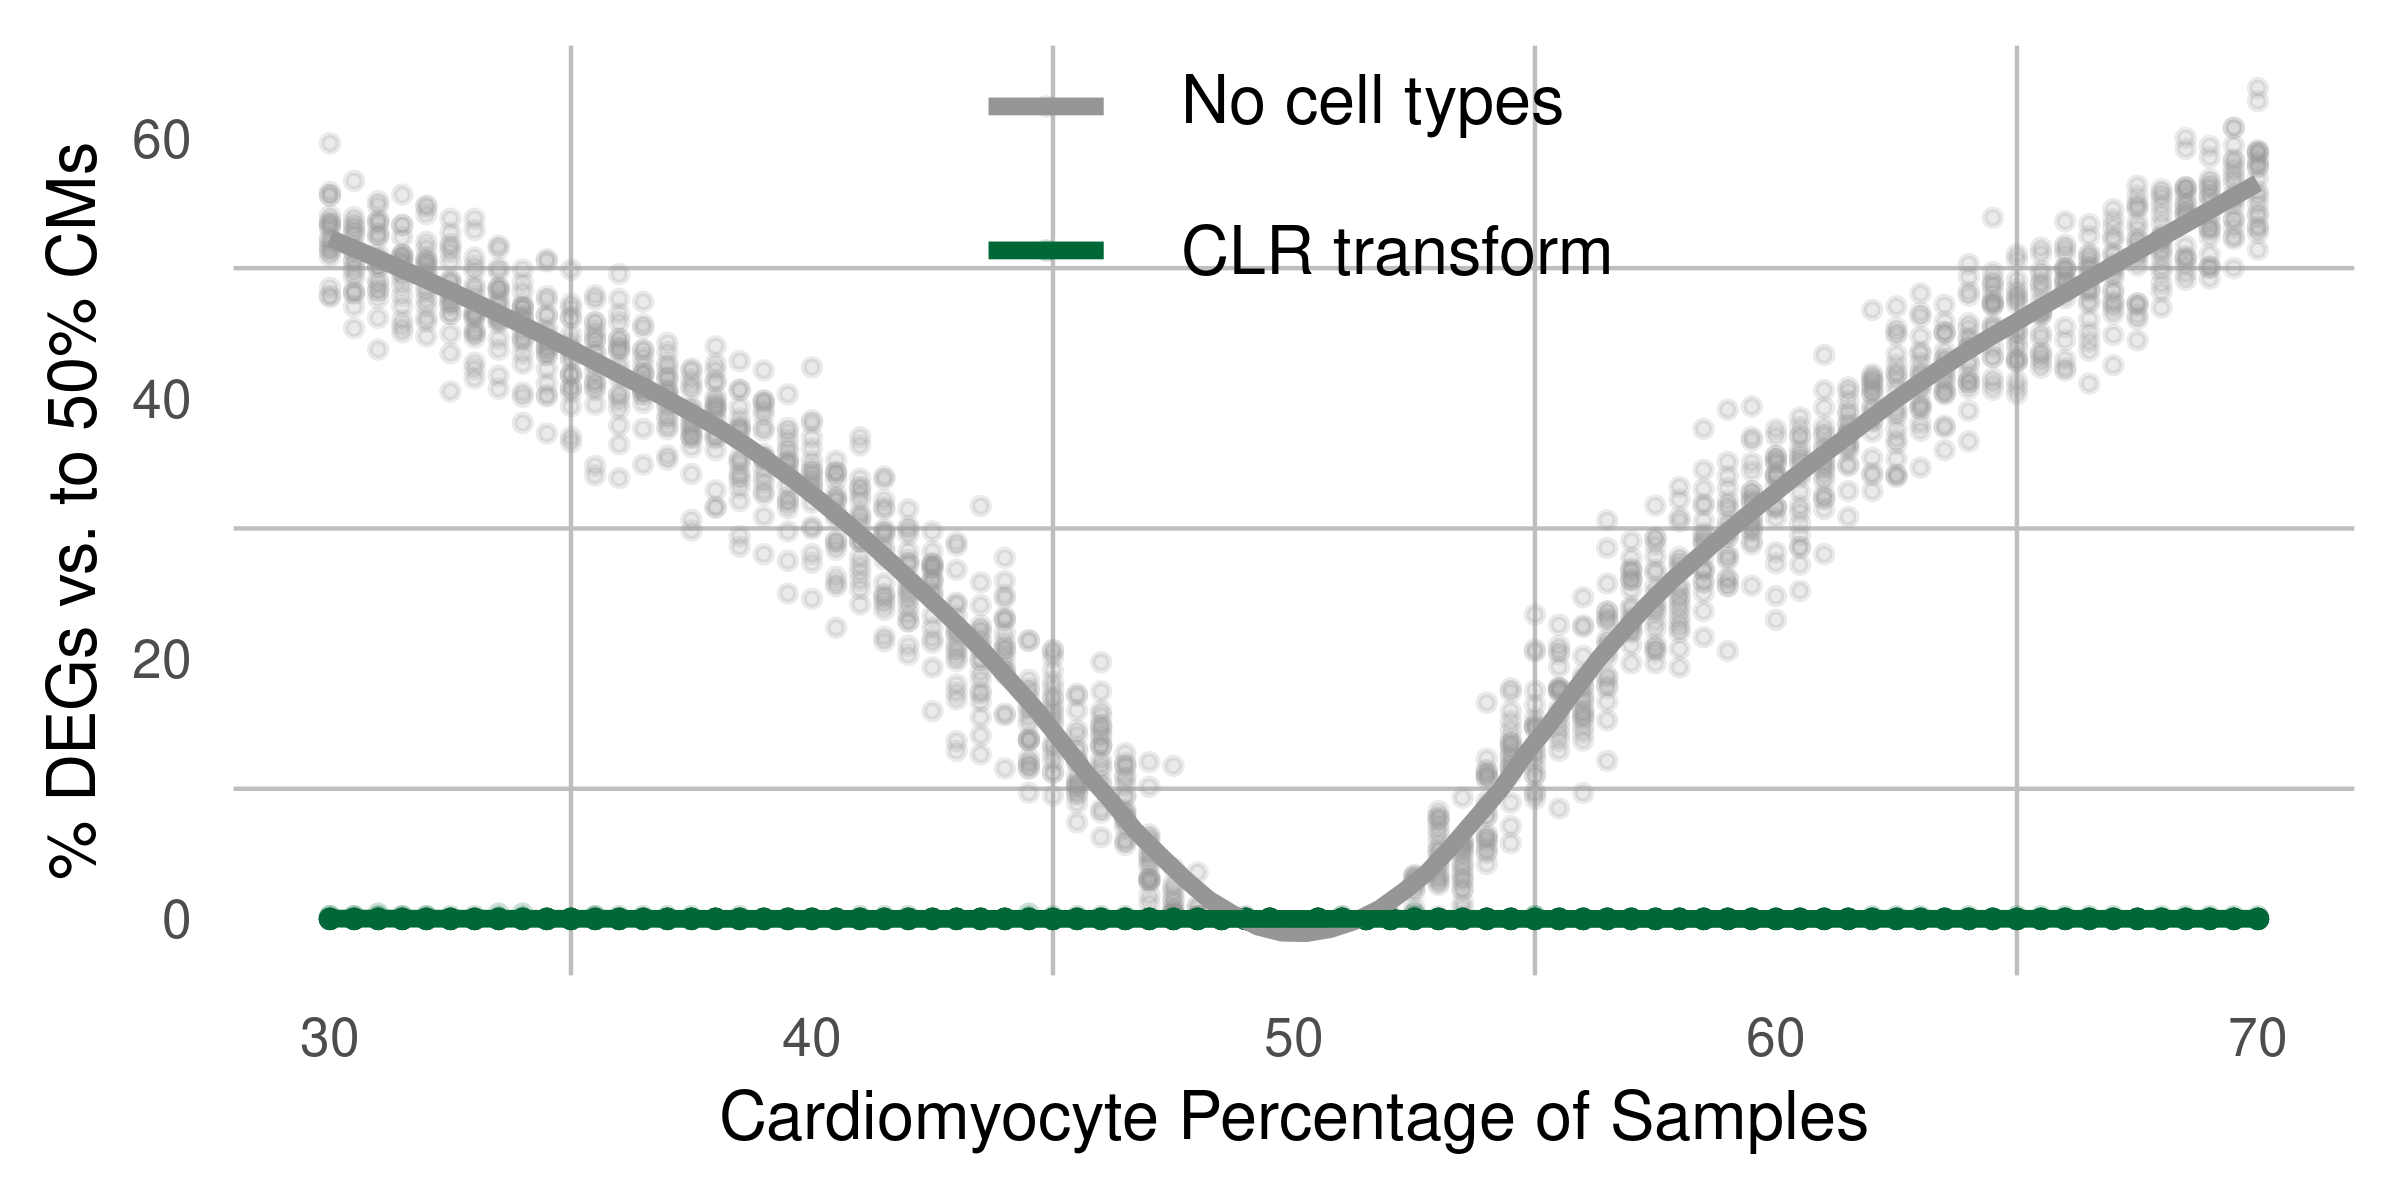 No cell types
CLR transform
% DEGs vs. to 50% CMs
60
40
20
0
30 40 50 60 70
Cardiomyocyte Percentage of Samples